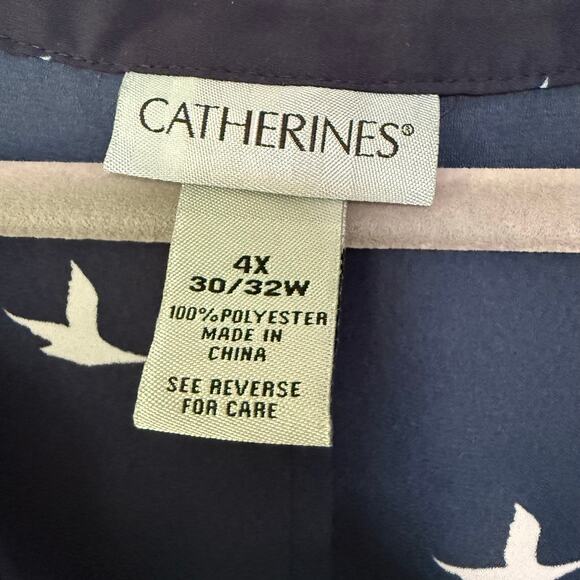 CATHERINES®
4X
30/32W
100%POLYESTER
MADE IN
CHINA
SEE REVERSE
FOR CARE